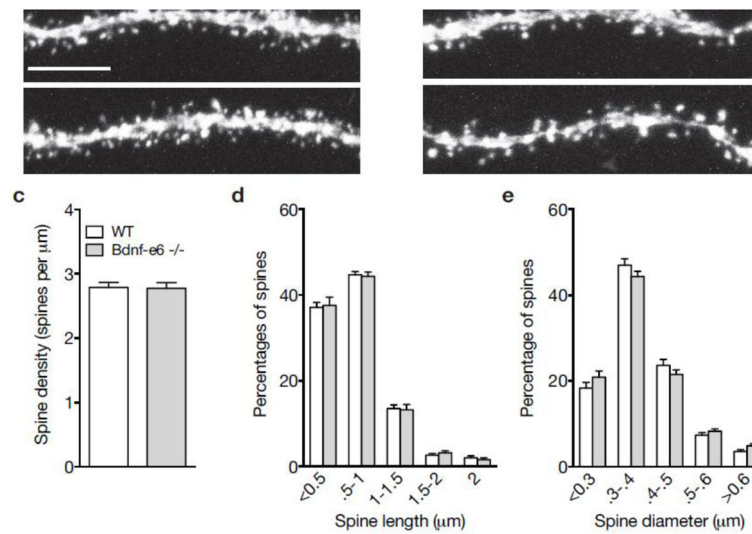 c
4
3
2
1
0
Spine density (spines per μm)
WT
Bdnf-e6 -/-
d
60
40
20
0
Percentages of spines
<0.5
.5-1
1-1.5
1.5-2
2
Spine length (μm)
e
60
40
20
0
Percentages of spines
<0.3
.3-.4
.4-.5
.5-.6
>0.6
Spine diameter (μm)